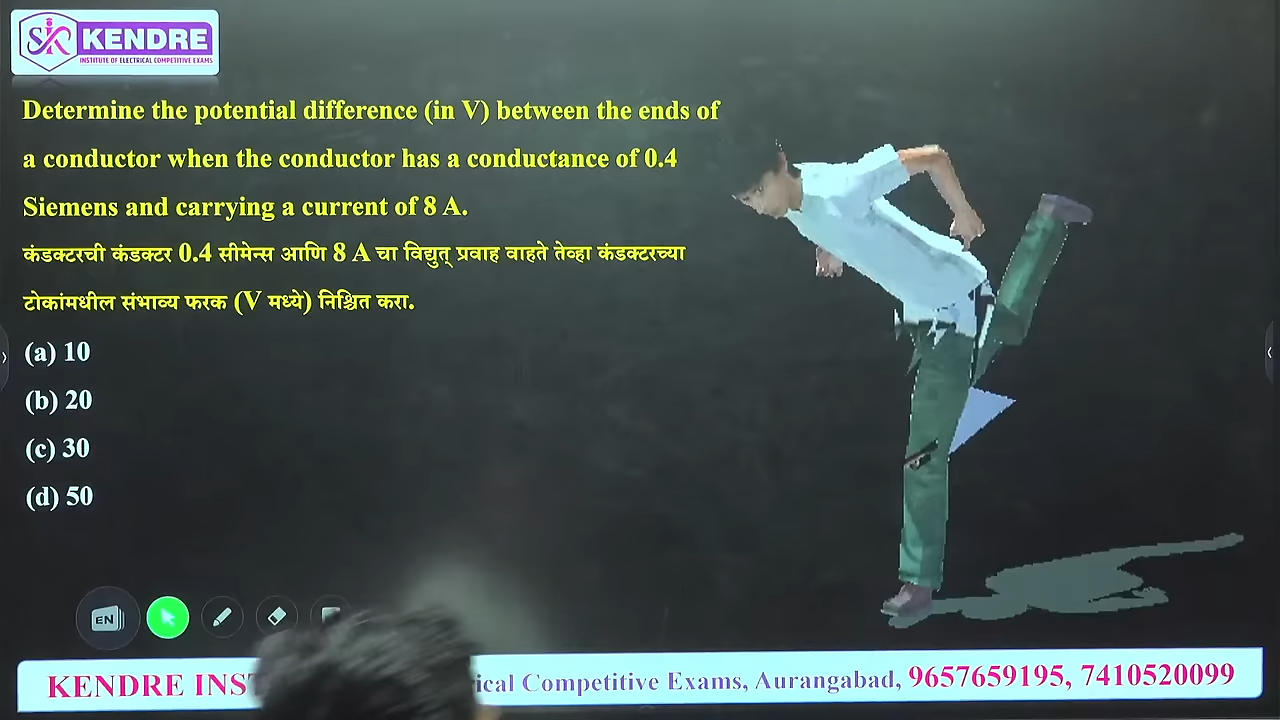 SK KENDRE
INSTITUTE OF ELECTRICAL COMPETITIVE EXAMS
Determine the potential difference (in V) between the ends of
a conductor when the conductor has a conductance of 0.4
Siemens and carrying a current of 8 A.
कंडक्टरची कंडक्टर 0.4 सीमेन्स आणि 8 A चा विद्युत् प्रवाह वाहते तेव्हा कंडक्टरच्या
टोकांमधील संभाव्य फरक (V मध्ये) निश्चित करा.
(a) 10
(b) 20
(c) 30
(d) 50
EN
KENDRE Competitive Exams, Aurangabad, 9657659195, 7410520099